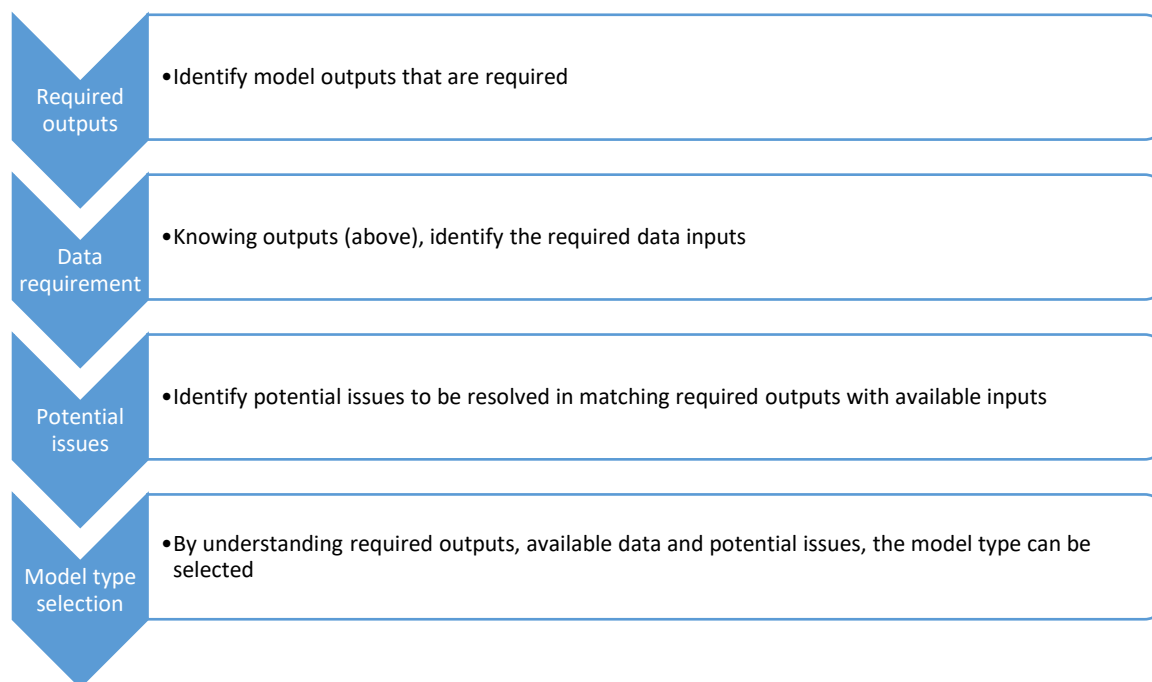 Required
outputs
•Identify model outputs that are required
Data
requirement
•Knowing outputs (above), identify the required data inputs
Potential
issues
•Identify potential issues to be resolved in matching required outputs with available inputs
Model type
selection
•By understanding required outputs, available data and potential issues, the model type can be
selected